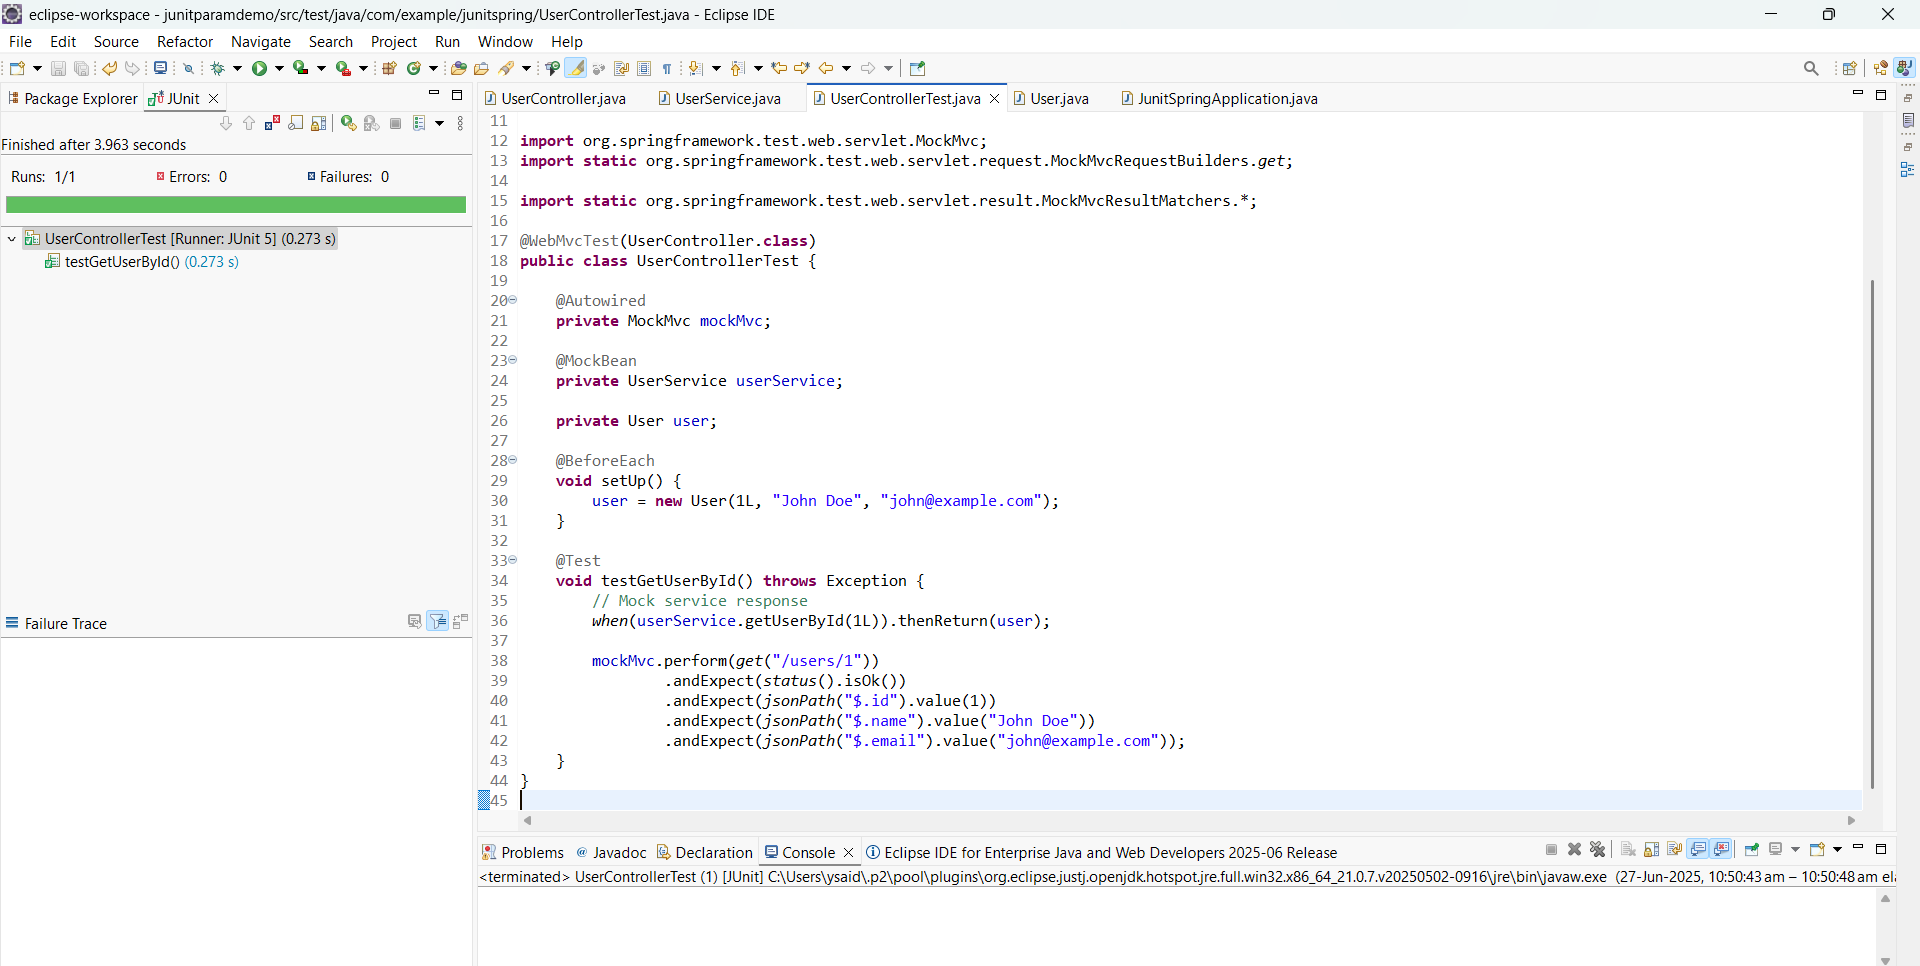 eclipse-workspace - junitparamdemo/src/test/java/com/example/junitspring/UserControllerTest.java - Eclipse IDE
File Edit Source Refactor Navigate Search Project Run Window Help
Package Explorer JUnit
Finished after 3.963 seconds
Runs: 1/1 Errors: 0 Failures: 0
UserControllerTest [Runner: JUnit 5] (0.273 s)
testGetUserById() (0.273 s)
Failure Trace
UserController.java UserService.java UserControllerTest.java User.java JunitSpringApplication.java
11
12 import org.springframework.test.web.servlet.MockMvc;
13 import static org.springframework.test.web.servlet.request.MockMvcRequestBuilders.get;
14
15 import static org.springframework.test.web.servlet.result.MockMvcResultMatchers.*;
16
17 @WebMvcTest(UserController.class)
18 public class UserControllerTest {
19
20 @Autowired
21 private MockMvc mockMvc;
22
23 @MockBean
24 private UserService userService;
25
26 private User user;
27
28 @BeforeEach
29 void setUp() {
30 user = new User(1L, "John Doe", "john@example.com");
31 }
32
33 @Test
34 void testGetUserById() throws Exception {
35 // Mock service response
36 when(userService.getUserById(1L)).thenReturn(user);
37
38 mockMvc.perform(get("/users/1"))
39 .andExpect(status().isOk())
40 .andExpect(jsonPath("$.id").value(1))
41 .andExpect(jsonPath("$.name").value("John Doe"))
42 .andExpect(jsonPath("$.email").value("john@example.com"));
43 }
44 }
45
Problems Javadoc Declaration Console Eclipse IDE for Enterprise Java and Web Developers 2025-06 Release
<terminated> UserControllerTest (1) [JUnit] C:\Users\ysaid\.p2\pool\plugins\org.eclipse.justj.openjdk.hotspot.jre.full.win32.x86_64_21.0.7.v20250502-0916\jre\bin\javaw.exe (27-Jun-2025, 10:50:43 am – 10:50:48 am el